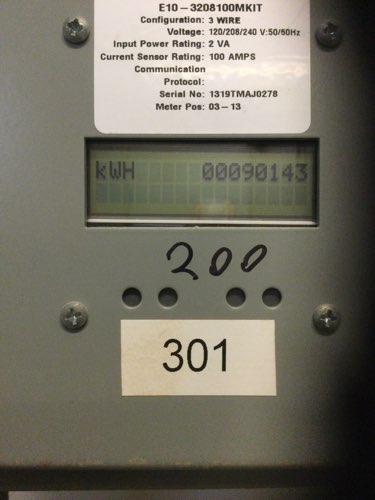 E10-3208100MKIT
Configuration: 3 WIRE
Voltage: 120/208/240 V:50/60Hz
Input Power Rating: 2 VA
Current Sensor Rating: 100 AMPS
Communication
Protocol:
Serial No: 1319TMAJ0278
Meter Pos: 03-13
kWH 00090143
200
301